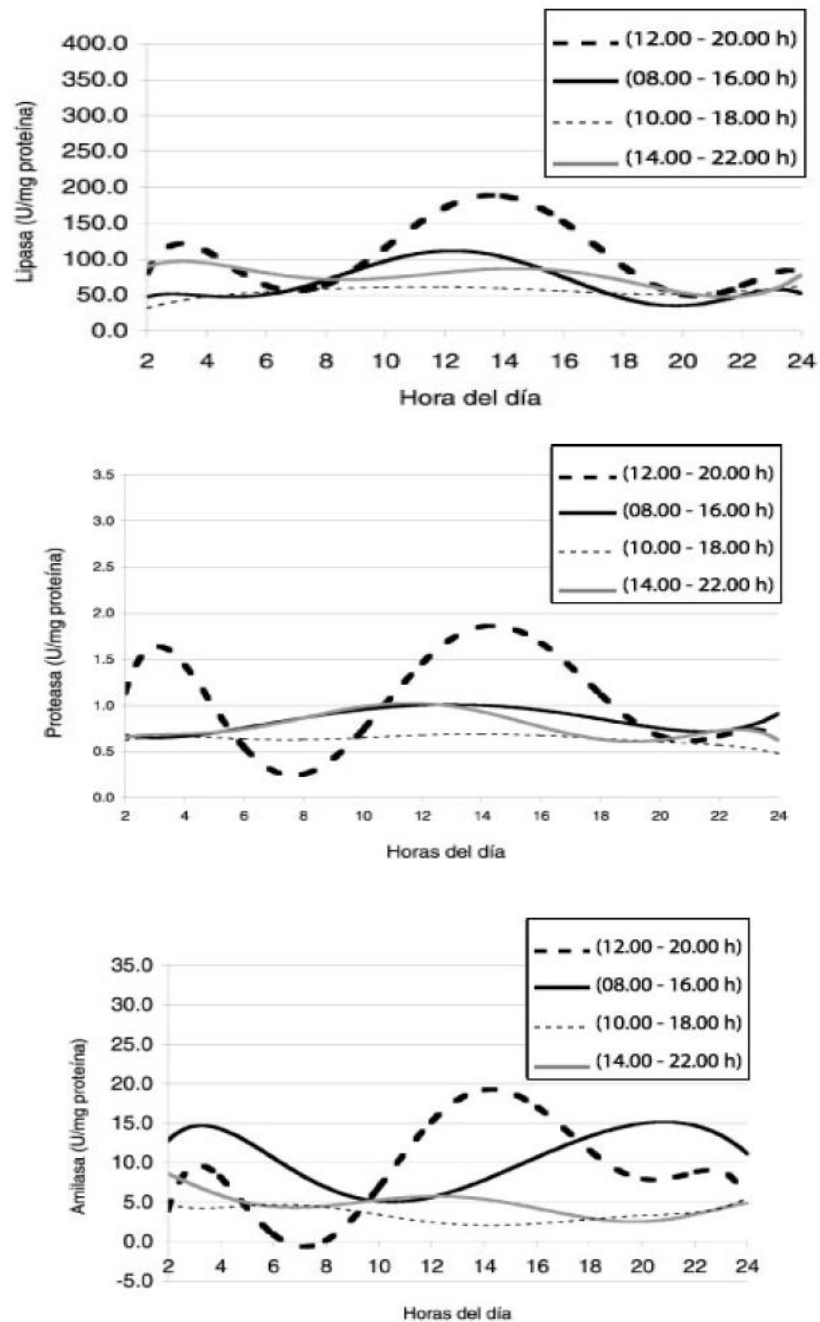 400.0
350.0
300.0
250.0
200.0
150.0
100.0
50.0
0.0
Lipasa (U/mg proteína)
(12.00 - 20.00 h)
(08.00 - 16.00 h)
(10.00 - 18.00 h)
(14.00 - 22.00 h)
2 4 6 8 10 12 14 16 18 20 22 24
Hora del día
3.5
3.0
2.5
2.0
1.5
1.0
0.5
0.0
Proteasa (U/mg proteína)
(12.00 - 20.00 h)
(08.00 - 16.00 h)
(10.00 - 18.00 h)
(14.00 - 22.00 h)
2 4 6 8 10 12 14 16 18 20 22 24
Horas del día
35.0
30.0
25.0
20.0
15.0
10.0
5.0
0.0
-5.0
Amilasa (U/mg proteína)
(12.00 - 20.00 h)
(08.00 - 16.00 h)
(10.00 - 18.00 h)
(14.00 - 22.00 h)
2 4 6 8 10 12 14 16 18 20 22 24
Horas del día